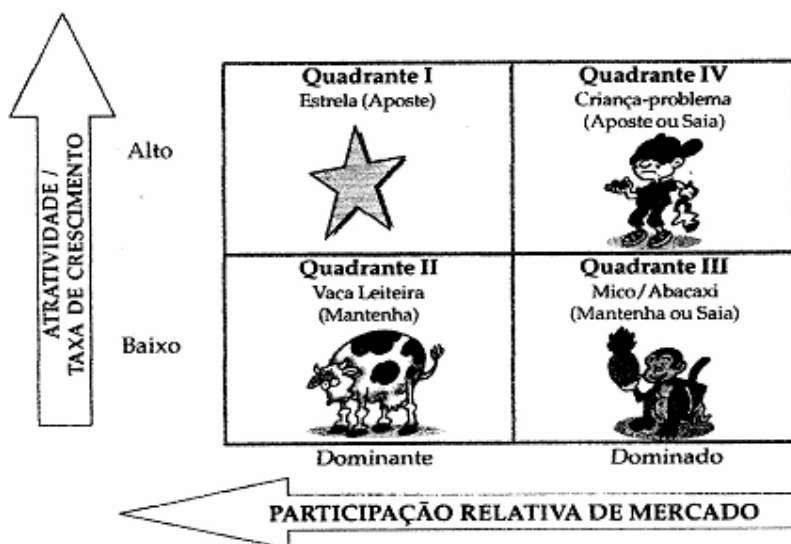 ATRATIVIDADE /
TAXA DE CRESCIMENTO
Alto
Baixo
Quadrante I
Estrela (Aposte)
Quadrante IV
Criança-problema
(Aposte ou Saia)
Quadrante II
Vaca Leiteira
(Mantenha)
Quadrante III
Mico/Abacaxi
(Mantenha ou Saia)
Dominante
Dominado
PARTICIPAÇÃO RELATIVA DE MERCADO